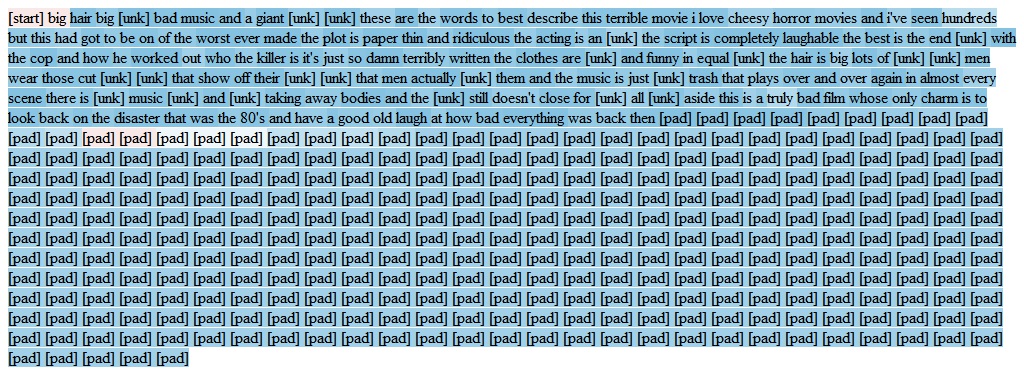 [start] big hair big [unk] bad music and a giant [unk] [unk] these are the words to best describe this terrible movie i love cheesy horror movies and i've seen hundreds
but this had got to be on of the worst ever made the plot is paper thin and ridiculous the acting is an [unk] the script is completely laughable the best is the end [unk] with
the cop and how he worked out who the killer is it's just so damn terribly written the clothes are [unk] and funny in equal [unk] the hair is big lots of [unk] [unk] men
wear those cut [unk] [unk] that show off their [unk] [unk] that men actually [unk] them and the music is just [unk] trash that plays over and over again in almost every
scene there is [unk] music [unk] and [unk] taking away bodies and the [unk] still doesn't close for [unk] all [unk] aside this is a truly bad film whose only charm is to
look back on the disaster that was the 80's and have a good old laugh at how bad everything was back then [pad] [pad] [pad] [pad] [pad] [pad] [pad] [pad] [pad]
[pad] [pad] [pad] [pad] [pad] [pad] [pad] [pad] [pad] [pad] [pad] [pad] [pad] [pad] [pad] [pad] [pad] [pad] [pad] [pad] [pad] [pad] [pad] [pad] [pad] [pad] [pad]
[pad] [pad] [pad] [pad] [pad] [pad] [pad] [pad] [pad] [pad] [pad] [pad] [pad] [pad] [pad] [pad] [pad] [pad] [pad] [pad] [pad] [pad] [pad] [pad] [pad] [pad] [pad]
[pad] [pad] [pad] [pad] [pad] [pad] [pad] [pad] [pad] [pad] [pad] [pad] [pad] [pad] [pad] [pad] [pad] [pad] [pad] [pad] [pad] [pad] [pad] [pad] [pad] [pad] [pad]
[pad] [pad] [pad] [pad] [pad] [pad] [pad] [pad] [pad] [pad] [pad] [pad] [pad] [pad] [pad] [pad] [pad] [pad] [pad] [pad] [pad] [pad] [pad] [pad] [pad] [pad] [pad]
[pad] [pad] [pad] [pad] [pad] [pad] [pad] [pad] [pad] [pad] [pad] [pad] [pad] [pad] [pad] [pad] [pad] [pad] [pad] [pad] [pad] [pad] [pad] [pad] [pad] [pad] [pad]
[pad] [pad] [pad] [pad] [pad] [pad] [pad] [pad] [pad] [pad] [pad] [pad] [pad] [pad] [pad] [pad] [pad] [pad] [pad] [pad] [pad] [pad] [pad] [pad] [pad] [pad] [pad]
[pad] [pad] [pad] [pad] [pad] [pad] [pad] [pad] [pad] [pad] [pad] [pad] [pad] [pad] [pad] [pad] [pad] [pad] [pad] [pad] [pad] [pad] [pad] [pad] [pad] [pad] [pad]
[pad] [pad] [pad] [pad] [pad] [pad] [pad] [pad] [pad] [pad] [pad] [pad] [pad] [pad] [pad] [pad] [pad] [pad] [pad] [pad] [pad] [pad] [pad] [pad] [pad] [pad] [pad]
[pad] [pad] [pad] [pad] [pad] [pad] [pad] [pad] [pad] [pad] [pad] [pad] [pad] [pad] [pad] [pad] [pad] [pad] [pad] [pad] [pad] [pad] [pad] [pad] [pad] [pad] [pad]
[pad] [pad] [pad] [pad] [pad] [pad] [pad] [pad] [pad] [pad] [pad] [pad] [pad] [pad] [pad] [pad] [pad] [pad] [pad] [pad] [pad] [pad] [pad] [pad] [pad] [pad] [pad]
[pad] [pad] [pad] [pad] [pad] [pad] [pad] [pad] [pad] [pad] [pad] [pad] [pad] [pad] [pad] [pad] [pad] [pad] [pad] [pad] [pad] [pad] [pad] [pad] [pad] [pad] [pad]
[pad] [pad] [pad] [pad] [pad]